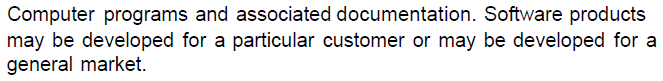 Computer programs and associated documentation. Software products
may be developed for a particular customer or may be developed for a
general market.